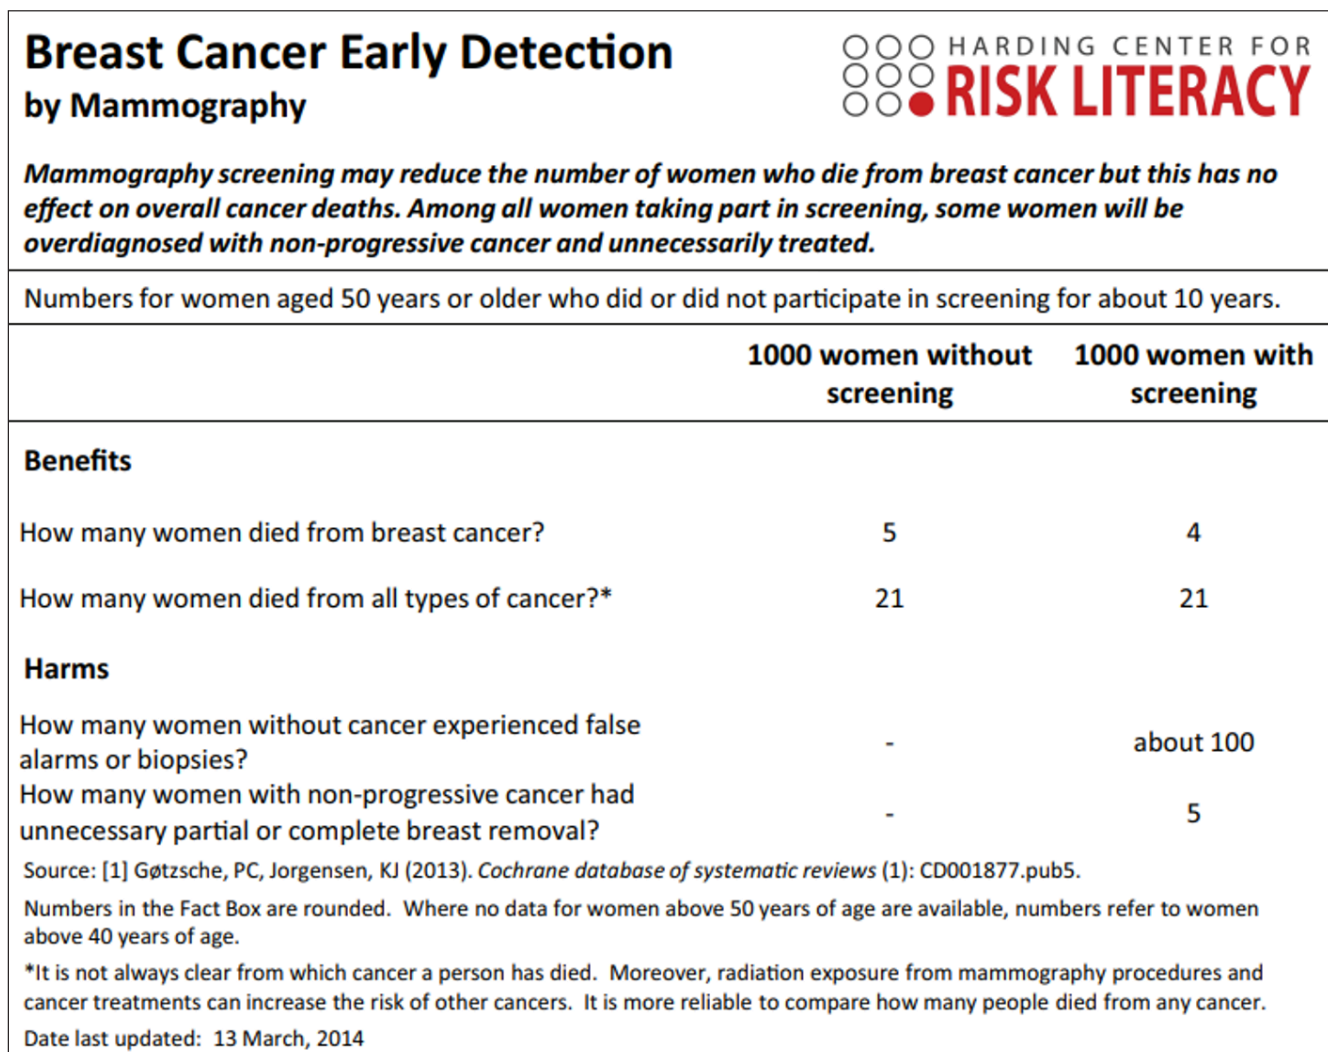 Breast Cancer Early Detection
by Mammography
HARDING CENTER FOR
RISK LITERACY
Mammography screening may reduce the number of women who die from breast cancer but this has no
effect on overall cancer deaths. Among all women taking part in screening, some women will be
overdiagnosed with non-progressive cancer and unnecessarily treated.
Numbers for women aged 50 years or older who did or did not participate in screening for about 10 years.
1000 women without screening
1000 women with screening
Benefits
How many women died from breast cancer? 5 4
How many women died from all types of cancer?* 21 21
Harms
How many women without cancer experienced false
alarms or biopsies? - about 100
How many women with non-progressive cancer had
unnecessary partial or complete breast removal? - 5
Source: [1] Gøtzsche, PC, Jorgensen, KJ (2013). Cochrane database of systematic reviews (1): CD001877.pub5.
Numbers in the Fact Box are rounded. Where no data for women above 50 years of age are available, numbers refer to women
above 40 years of age.
*It is not always clear from which cancer a person has died. Moreover, radiation exposure from mammography procedures and
cancer treatments can increase the risk of other cancers. It is more reliable to compare how many people died from any cancer.
Date last updated: 13 March, 2014